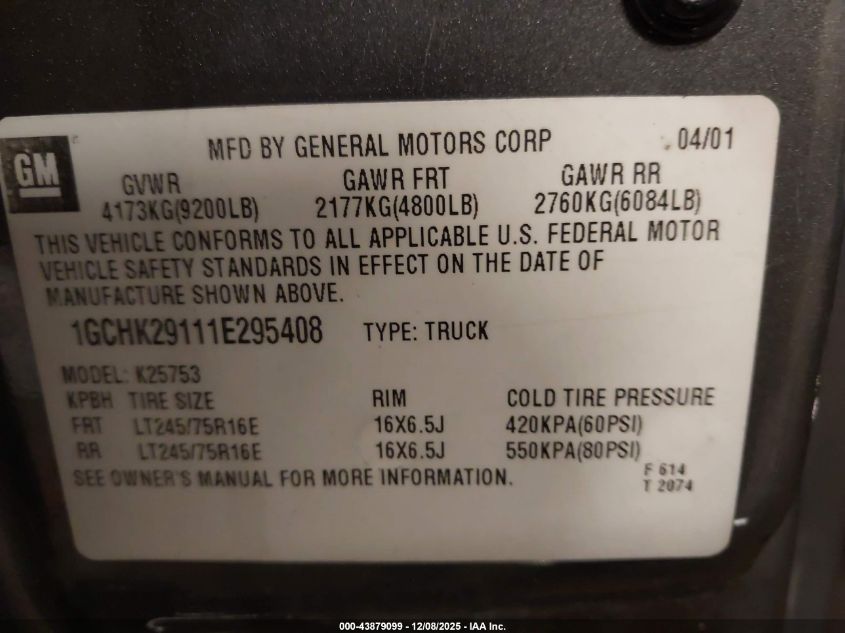 GM
MFD BY GENERAL MOTORS CORP 04/01
GVWR GAWR FRT GAWR RR
4173KG(9200LB) 2177KG(4800LB) 2760KG(6084LB)
THIS VEHICLE CONFORMS TO ALL APPLICABLE U.S. FEDERAL MOTOR
VEHICLE SAFETY STANDARDS IN EFFECT ON THE DATE OF
MANUFACTURE SHOWN ABOVE.
1GCHK29111E295408 TYPE: TRUCK
MODEL: K25753
KPBH TIRE SIZE RIM COLD TIRE PRESSURE
FRT LT245/75R16E 16X6.5J 420KPA(60PSI)
RR LT245/75R16E 16X6.5J 550KPA(80PSI)
SEE OWNER'S MANUAL FOR MORE INFORMATION.
F 614
T 2074
000-43879099 - 12/08/2025 - IAA Inc.